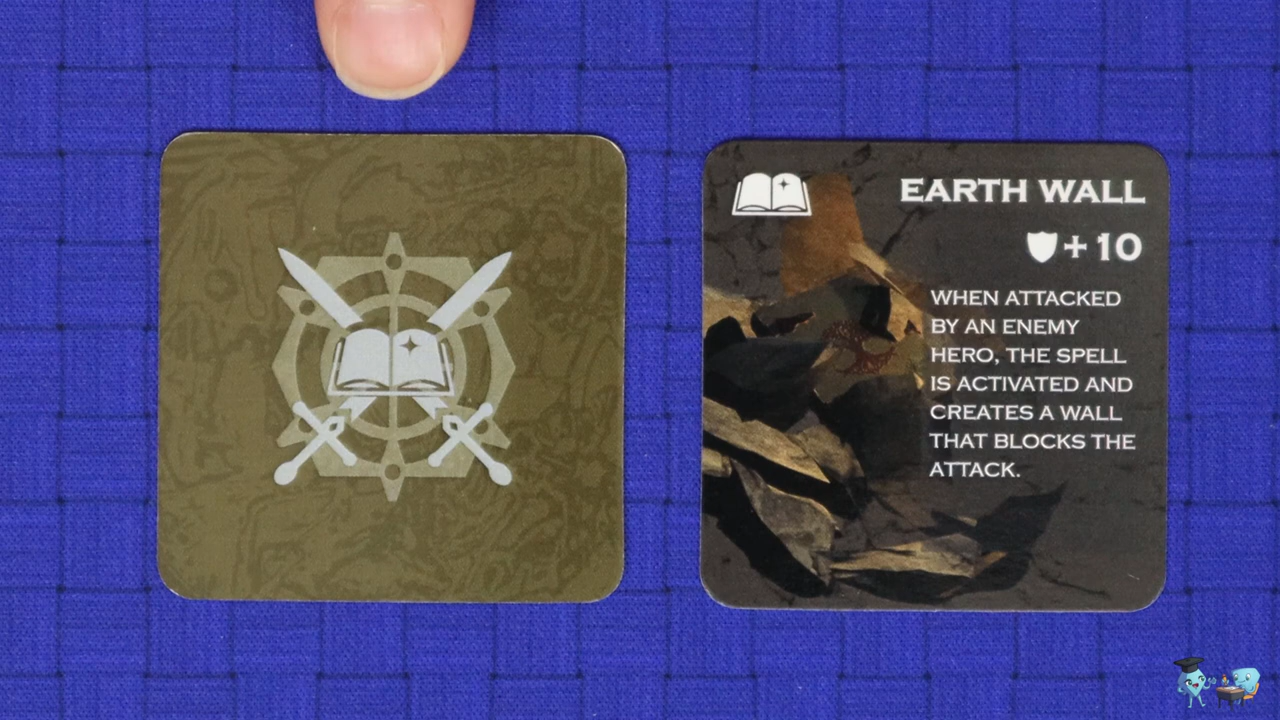 EARTH WALL
+10
WHEN ATTACKED
BY AN ENEMY
HERO, THE SPELL
IS ACTIVATED AND
CREATES A WALL
THAT BLOCKS THE
ATTACK.